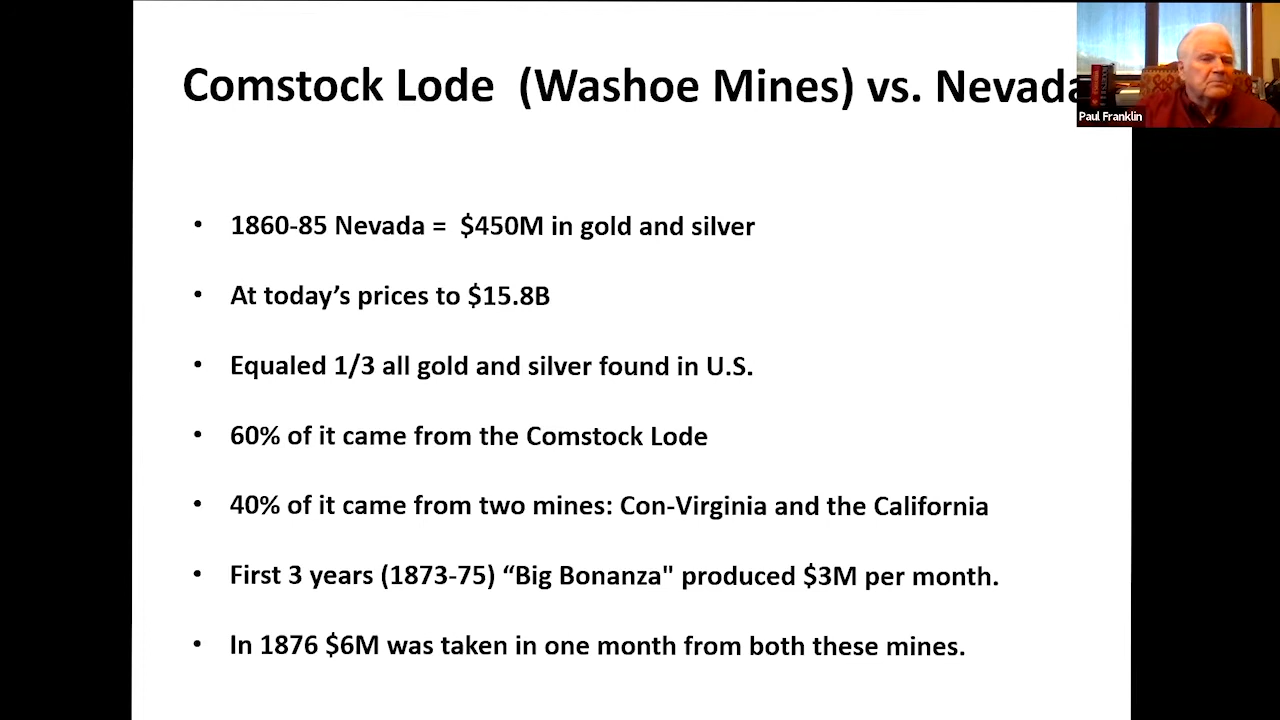 Comstock Lode (Washoe Mines) vs. Nevada
Paul Franklin
• 1860-85 Nevada = $450M in gold and silver
• At today’s prices to $15.8B
• Equaled 1/3 all gold and silver found in U.S.
• 60% of it came from the Comstock Lode
• 40% of it came from two mines: Con-Virginia and the California
• First 3 years (1873-75) “Big Bonanza" produced $3M per month.
• In 1876 $6M was taken in one month from both these mines.